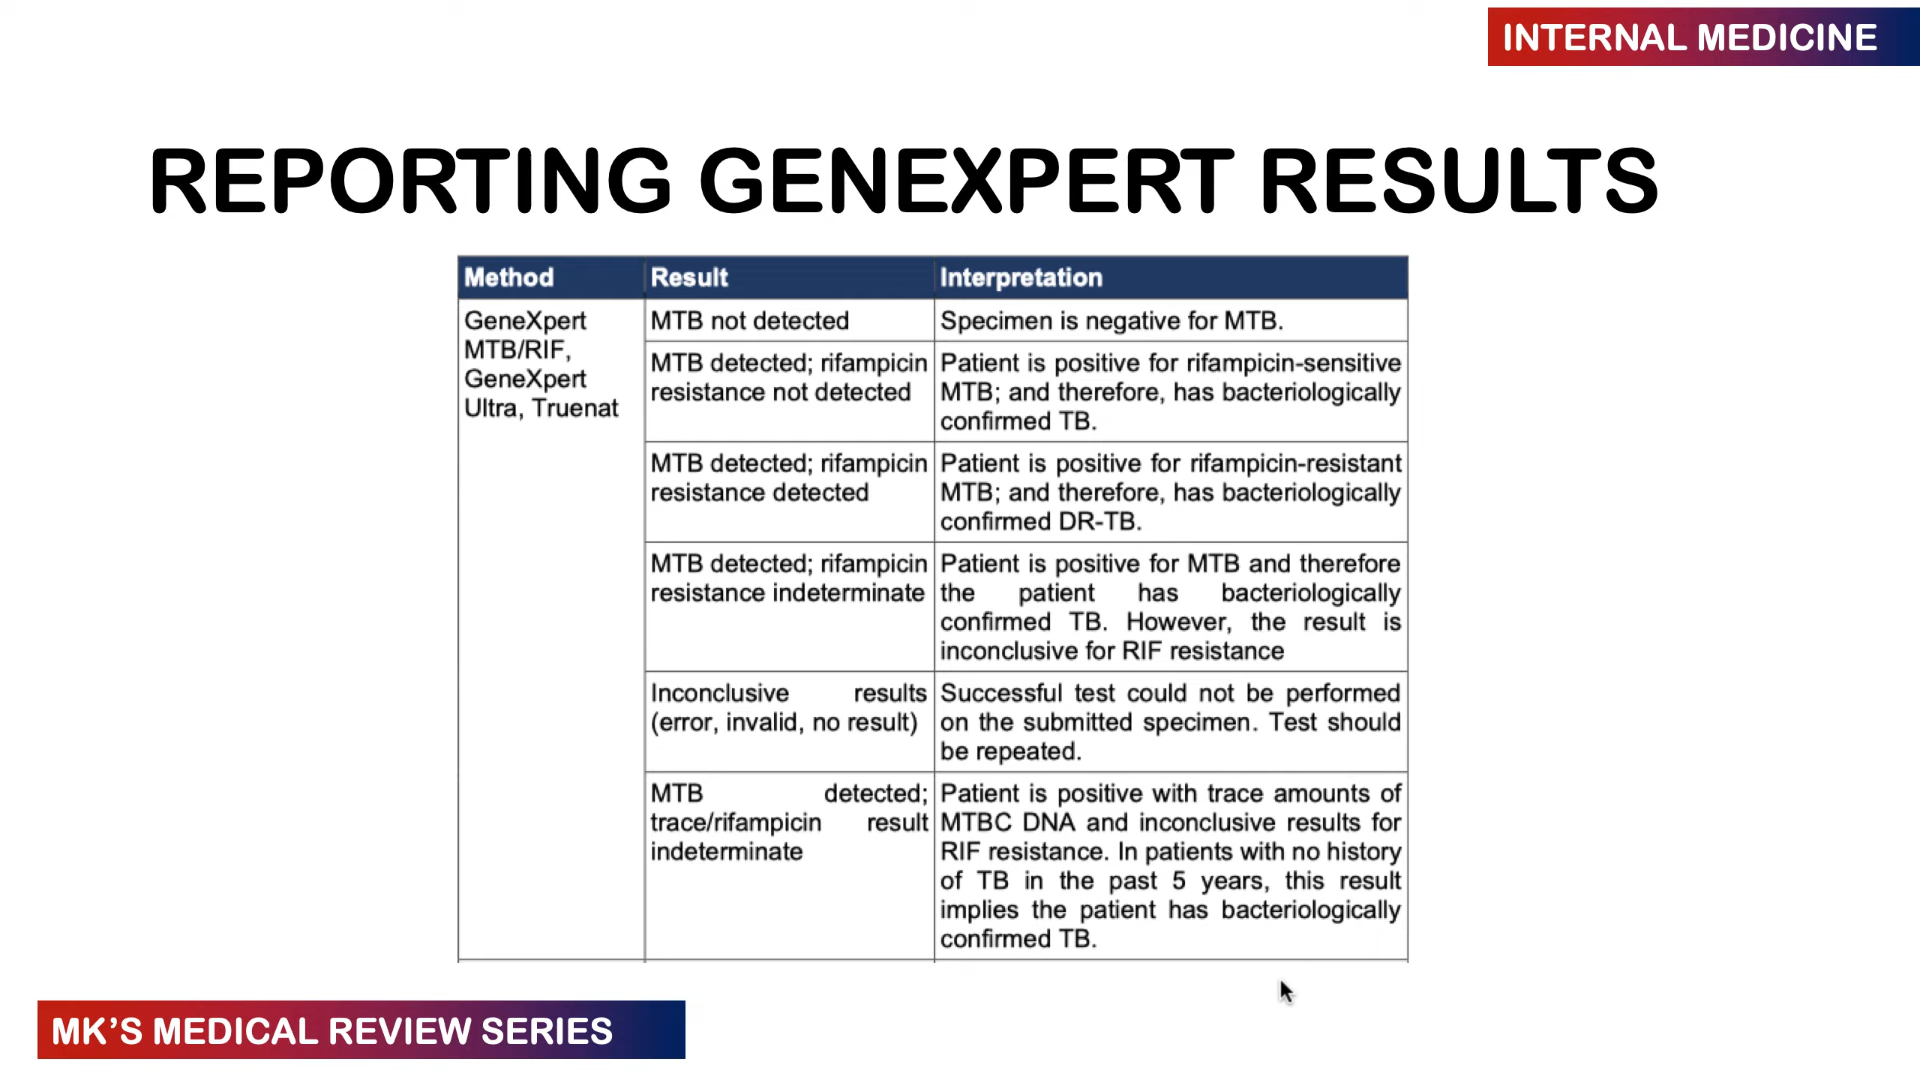 INTERNAL MEDICINE
REPORTING GENEXPERT RESULTS
Method
Result
Interpretation
GeneXpert
MTB/RIF,
GeneXpert
Ultra, Truenat
MTB not detected
Specimen is negative for MTB.
MTB detected; rifampicin
resistance not detected
Patient is positive for rifampicin-sensitive
MTB; and therefore, has bacteriologically
confirmed TB.
MTB detected; rifampicin
resistance detected
Patient is positive for rifampicin-resistant
MTB; and therefore, has bacteriologically
confirmed DR-TB.
MTB detected; rifampicin
resistance indeterminate
Patient is positive for MTB and therefore
the patient has bacteriologically
confirmed TB. However, the result is
inconclusive for RIF resistance
Inconclusive results
(error, invalid, no result)
Successful test could not be performed
on the submitted specimen. Test should
be repeated.
MTB detected;
trace/rifampicin result
indeterminate
Patient is positive with trace amounts of
MTBC DNA and inconclusive results for
RIF resistance. In patients with no history
of TB in the past 5 years, this result
implies the patient has bacteriologically
confirmed TB.
MK’S MEDICAL REVIEW SERIES